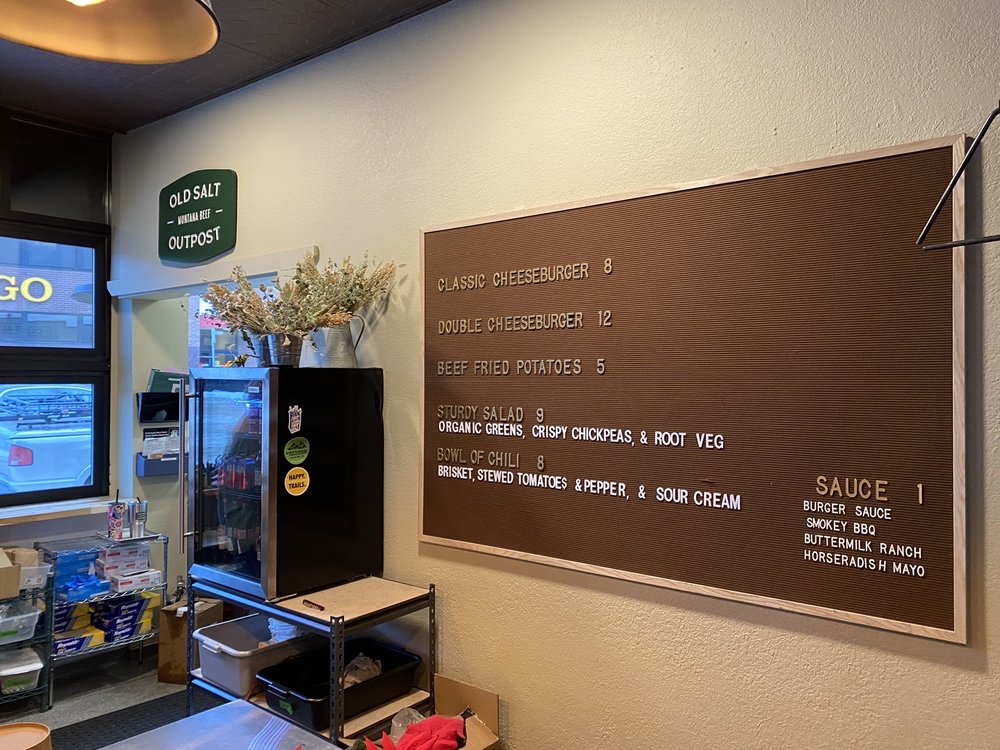 OLD SALT
MONTANA BEEF
OUTPOST
GO
HAPPY.
TRAILS.
CLASSIC CHEESEBURGER 8
DOUBLE CHEESEBURGER 12
BEEF FRIED POTATOES 5
STURDY SALAD 9
ORGANIC GREENS, CRISPY CHICKPEAS, & ROOT VEG
BOWL OF CHILI 8
BRISKET, STEWED TOMATOE$ & PEPPER, & SOUR CREAM
SAUCE 1
BURGER SAUCE
SMOKEY BBQ
BUTTERMILK RANCH
HORSERADISH MAYO